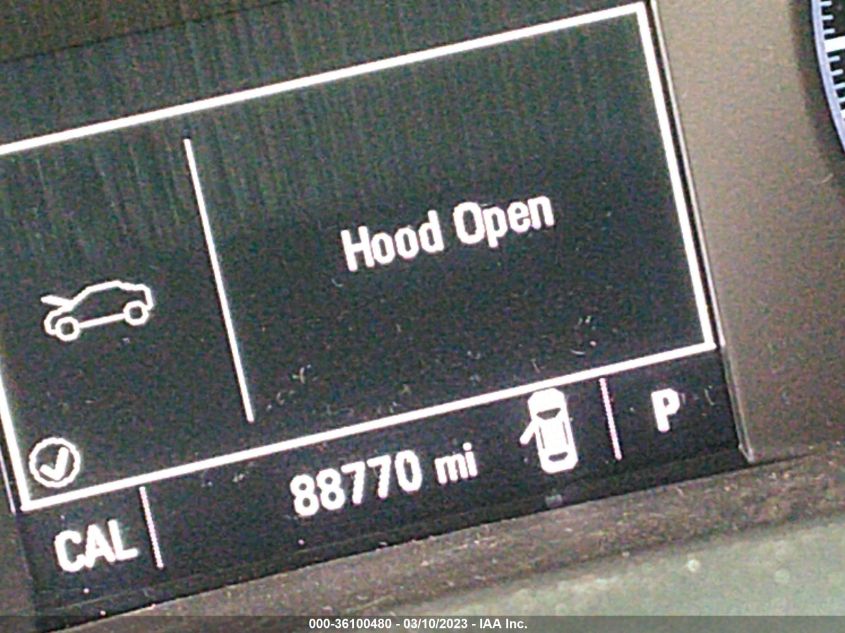 Hood Open
88770 mi
P
CAL
000-36100480 - 03/10/2023 - IAA Inc.